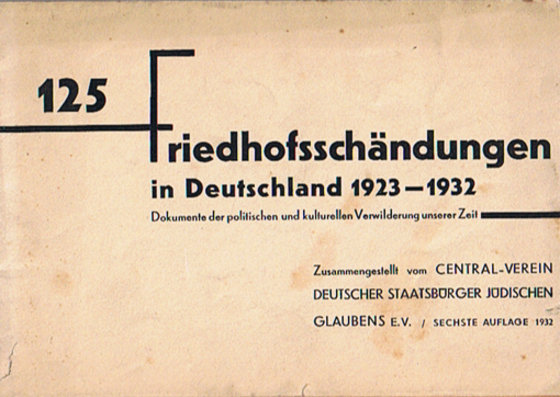 125
Friedhofsschändungen
in Deutschland 1923—1932
Dokumente der politischen und kulturellen Verwilderung unserer Zeit
Zusammengestellt vom CENTRAL-VEREIN
DEUTSCHER STAATSBÜRGER JÜDISCHEN
GLAUBENS E.V. / SECHSTE AUFLAGE 1932